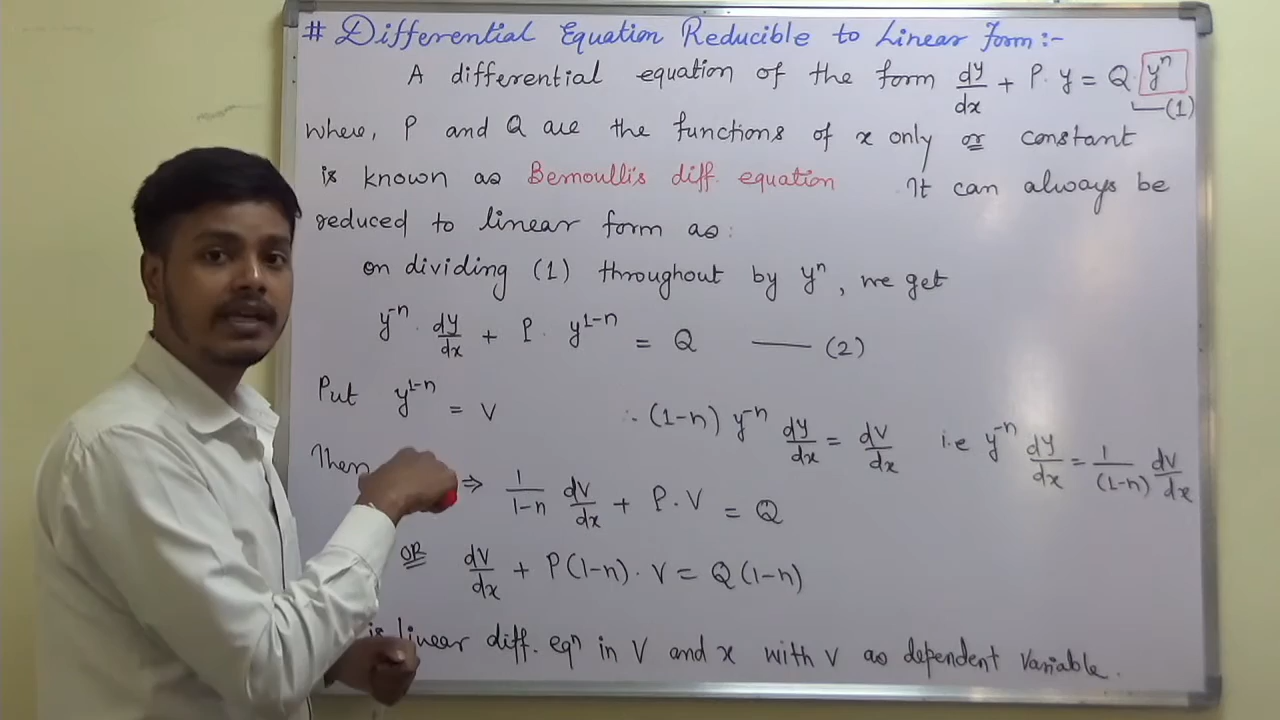 # Differential Equation Reducible to Linear Form :-
A differential equation of the form dy/dx + P. y = Q. yⁿ —(1)
where, P and Q are the functions of x only or constant
is known as Bernoulli's diff. equation It can always be
reduced to linear form as:
on dividing (1) throughout by yⁿ, we get
y⁻ⁿ. dy/dx + P. y¹⁻ⁿ = Q —— (2)
Put y¹⁻ⁿ = v ∴ (1-n) y⁻ⁿ dy/dx = dv/dx i.e y⁻ⁿ dy/dx = 1/(1-n) dv/dx
Then ⇒ 1/1-n dv/dx + P.V = Q
OR dv/dx + P(1-n). v = Q(1-n)
is linear diff. eqⁿ in v and x with v as dependent variable.